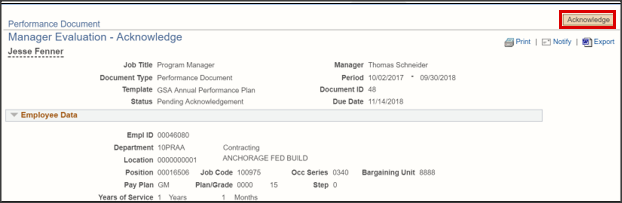 Acknowledge
Performance Document
Manager Evaluation - Acknowledge
Print | Notify | Export
Jesse Fenner
Job Title Program Manager Manager Thomas Schneider
Document Type Performance Document Period 10/02/2017 - 09/30/2018
Template GSA Annual Performance Plan Document ID 48
Status Pending Acknowledgement Due Date 11/14/2018
Employee Data
Empl ID 00046080
Department 10PRAA Contracting
Location 0000000001 ANCHORAGE FED BUILD
Position 00016506 Job Code 100975 Occ Series 0340 Bargaining Unit 8888
Pay Plan GM Plan/Grade 0000 15 Step 0
Years of Service 1 Years 1 Months